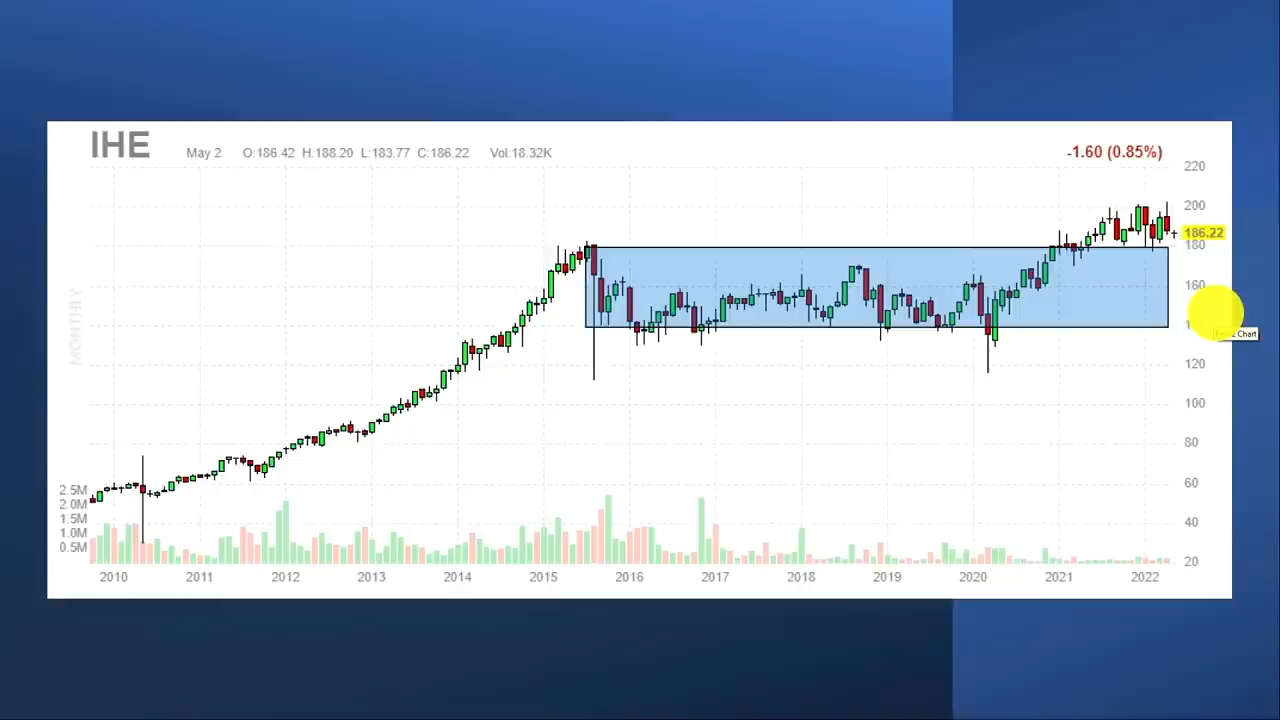 IHE May 2 O:186.42 H:188.20 L:183.77 C:186.22 Vol:18.32K -1.60 (0.85%)
220
200
186.22
180
160
120
100
80
60
40
20
MONTHLY
2.5M
2.0M
1.5M
1.0M
0.5M
Chart
2010 2011 2012 2013 2014 2015 2016 2017 2018 2019 2020 2021 2022